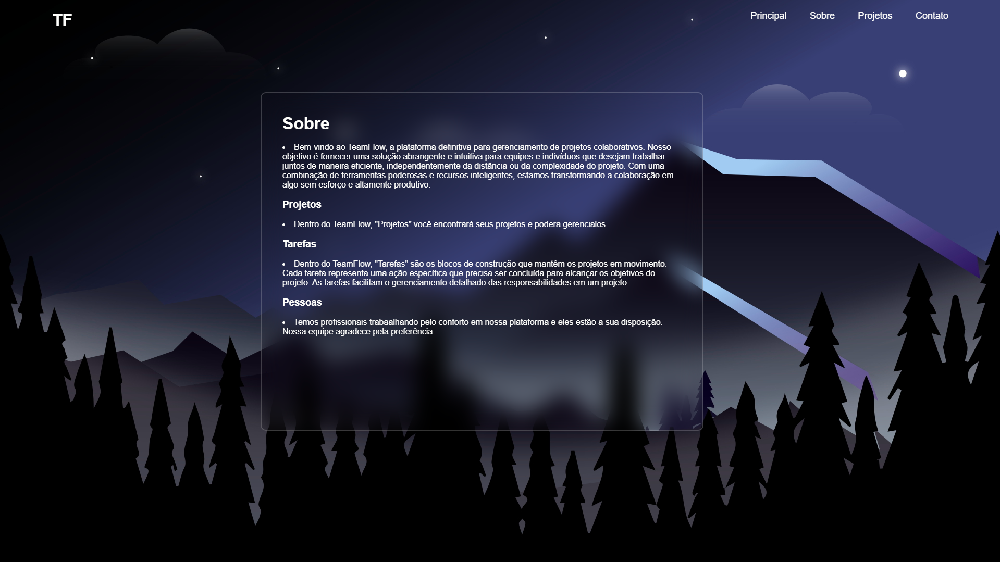 TF
Principal Sobre Projetos Contato
Sobre
• Bem-vindo ao TeamFlow, a plataforma definitiva para gerenciamento de projetos colaborativos. Nosso
objetivo é fornecer uma solução abrangente e intuitiva para equipes e indivíduos que desejam trabalhar
juntos de maneira eficiente, independentemente da distância ou da complexidade do projeto. Com uma
combinação de ferramentas poderosas e recursos inteligentes, estamos transformando a colaboração em
algo sem esforço e altamente produtivo.
Projetos
• Dentro do TeamFlow, "Projetos" você encontrará seus projetos e podera gerencialos
Tarefas
• Dentro do TeamFlow, "Tarefas" são os blocos de construção que mantêm os projetos em movimento.
Cada tarefa representa uma ação específica que precisa ser concluída para alcançar os objetivos do
projeto. As tarefas facilitam o gerenciamento detalhado das responsabilidades em um projeto.
Pessoas
• Temos profissionais trabaalhando pelo conforto em nossa plataforma e eles estão a sua disposição.
Nossa equipe agradece pela preferência